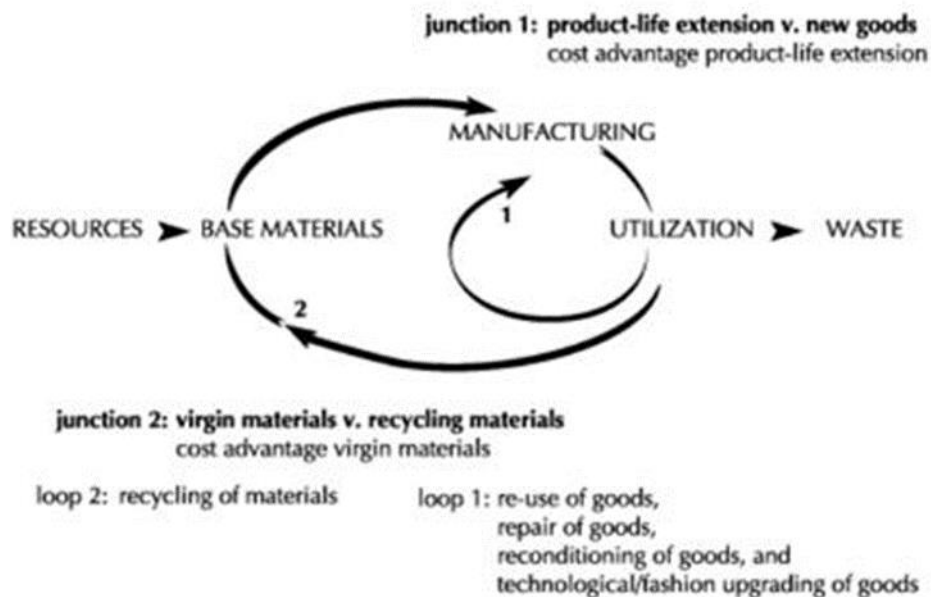 junction 1: product-life extension v. new goods
cost advantage product-life extension
MANUFACTURING
1
RESOURCES
BASE MATERIALS
UTILIZATION
WASTE
2
junction 2: virgin materials v. recycling materials
cost advantage virgin materials
loop 2: recycling of materials
loop 1: re-use of goods,
repair of goods,
reconditioning of goods, and
technological/fashion upgrading of goods